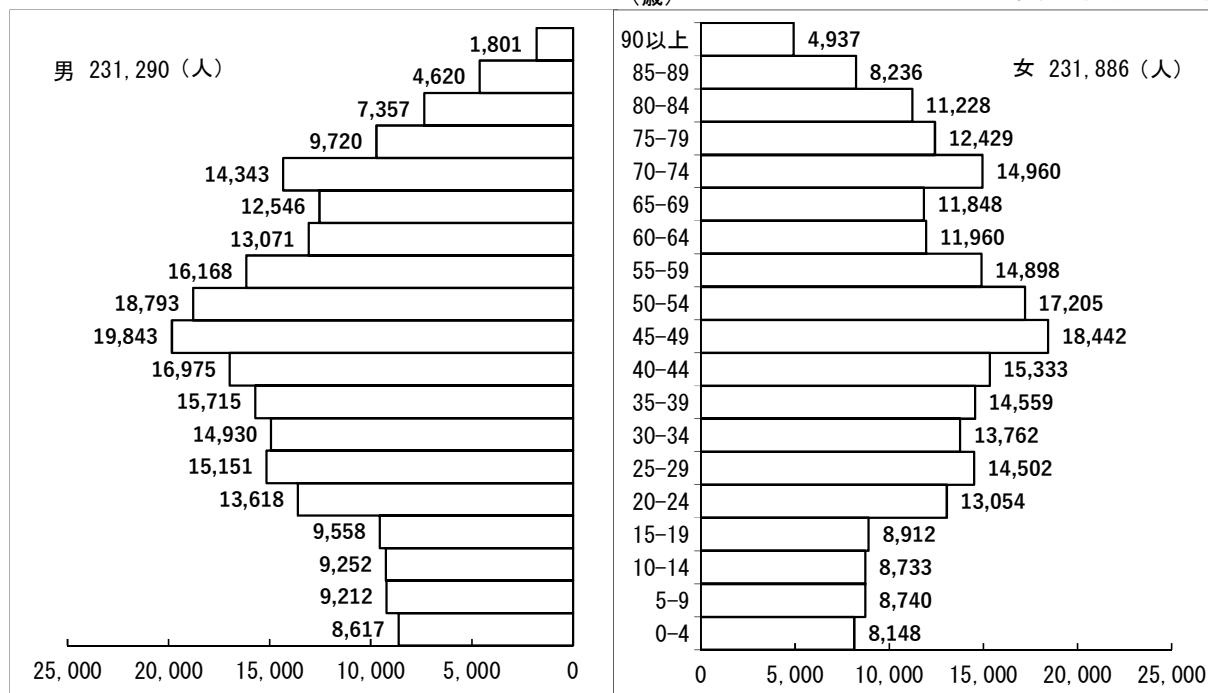 (歳)
男 231,290(人)
女 231,886(人)
1,801 90以上 4,937
4,620 85-89 8,236
7,357 80-84 11,228
9,720 75-79 12,429
14,343 70-74 14,960
12,546 65-69 11,848
13,071 60-64 11,960
16,168 55-59 14,898
18,793 50-54 17,205
19,843 45-49 18,442
16,975 40-44 15,333
15,715 35-39 14,559
14,930 30-34 13,762
15,151 25-29 14,502
13,618 20-24 13,054
9,558 15-19 8,912
9,252 10-14 8,733
9,212 5-9 8,740
8,617 0-4 8,148
25,000 20,000 15,000 10,000 5,000 0
0 5,000 10,000 15,000 20,000 25,000